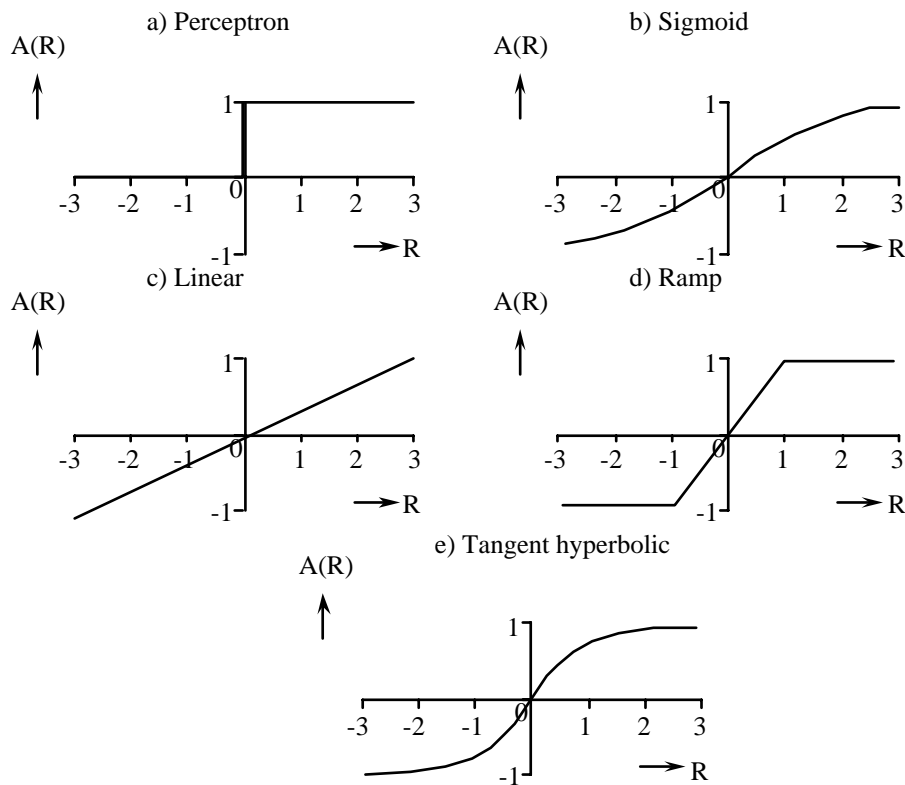 a) Perceptron
A(R)
1
0
-3 -2 -1 1 2 3
-1
R
b) Sigmoid
A(R)
1
0
-3 -2 -1 1 2 3
-1
R
c) Linear
A(R)
1
0
-3 -2 -1 1 2 3
-1
R
d) Ramp
A(R)
1
0
-3 -2 -1 1 2 3
-1
R
e) Tangent hyperbolic
A(R)
1
0
-3 -2 -1 1 2 3
-1
R